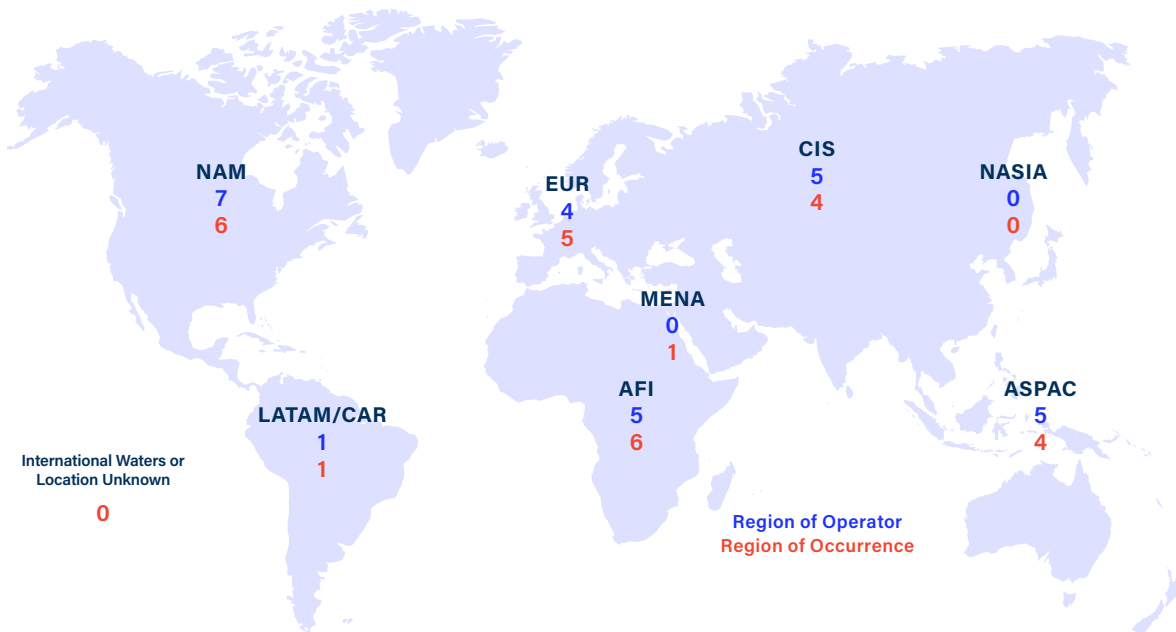 NAM
7
6
EUR
4
5
CIS
5
4
NASIA
0
0
MENA
0
1
AFI
5
6
ASPAC
5
4
LATAM/CAR
1
1
International Waters or
Location Unknown
0
Region of Operator
Region of Occurrence